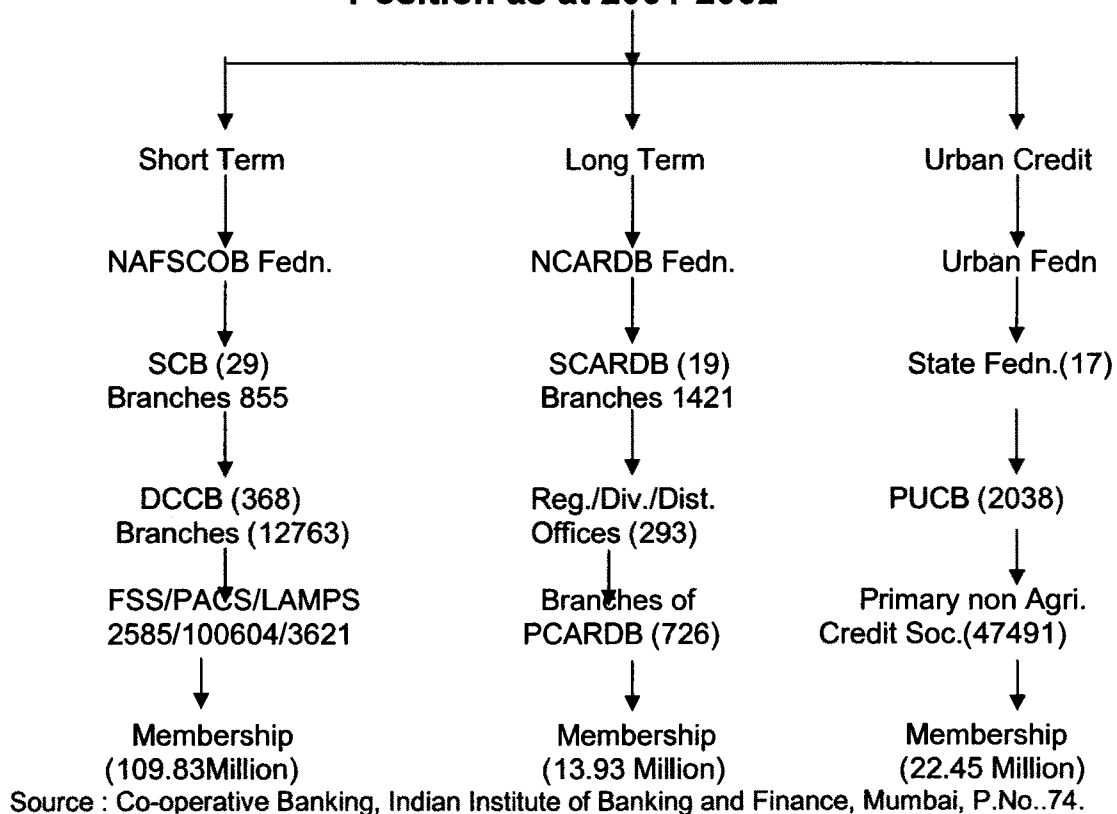 Position as at 2001-2002
Short Term
Long Term
Urban Credit
NAFSCOB Fedn.
NCARDB Fedn.
Urban Fedn
SCB (29)
Branches 855
SCARDB (19)
Branches 1421
State Fedn.(17)
DCCB (368)
Branches (12763)
Reg./Div./Dist.
Offices (293)
PUCB (2038)
FSS/PACS/LAMPS
2585/100604/3621
Branches of
PCARDB (726)
Primary non Agri.
Credit Soc.(47491)
Membership
(109.83Million)
Membership
(13.93 Million)
Membership
(22.45 Million)
Source : Co-operative Banking, Indian Institute of Banking and Finance, Mumbai, P.No..74.